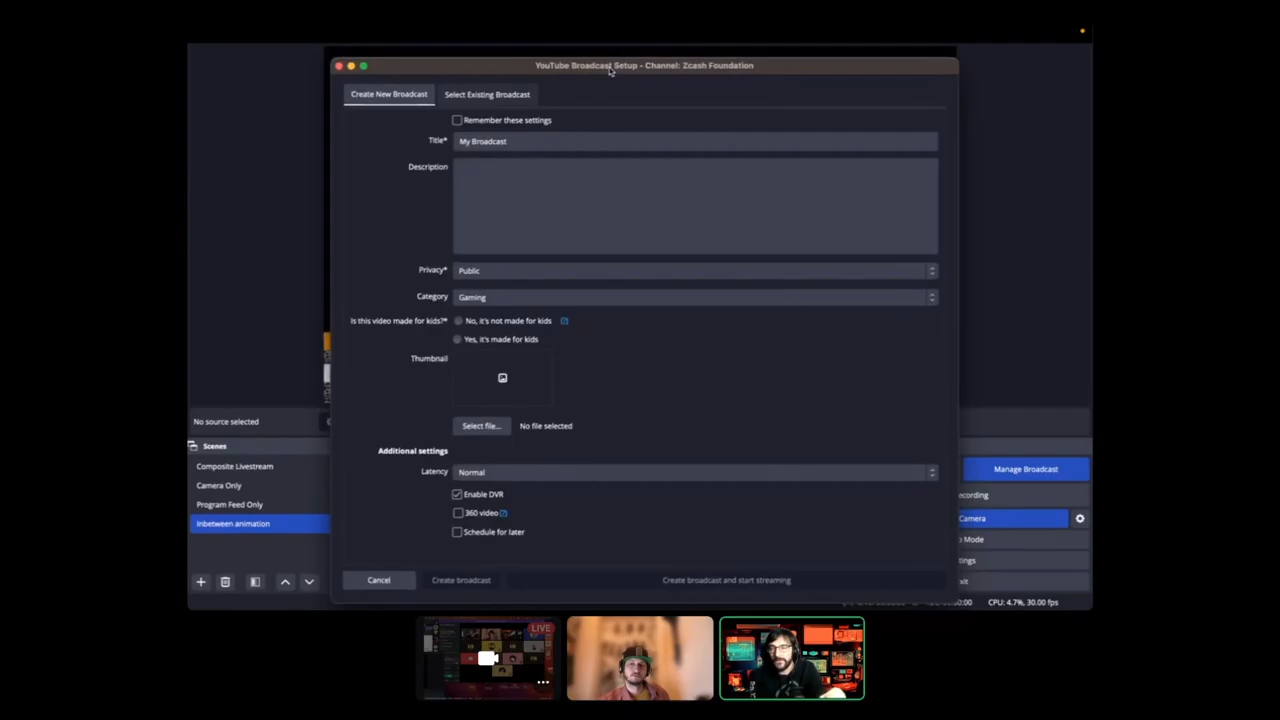 YouTube Broadcast Setup - Channel: Zcash Foundation
Create New Broadcast
Select Existing Broadcast
Remember these settings
Title*
My Broadcast
Description
Privacy*
Public
Category
Gaming
Is this video made for kids?*
No, it's not made for kids
Yes, it's made for kids
Thumbnail
Select file...
No file selected
Additional settings
Latency
Normal
Enable DVR
360 video
Schedule for later
Cancel
Create broadcast
Create broadcast and start streaming
No source selected
Scenes
Composite Livestream
Camera Only
Program Feed Only
Inbetween animation
Manage Broadcast
ecording
Camera
o Mode
tings
xit
CPU: 4.7%, 30.00 fps
LIVE